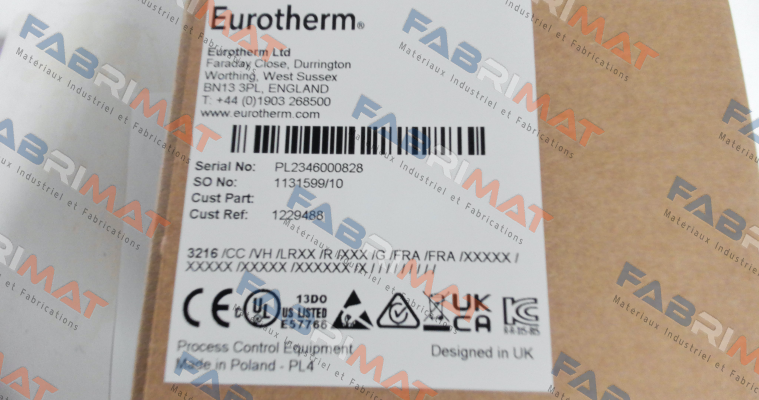 Eurotherm®
Eurotherm Ltd
Faraday Close, Durrington
Worthing, West Sussex
BN13 3PL, ENGLAND
T: +44 (0)1903 268500
www.eurotherm.com
Serial No: PL2346000828
SO No: 1131599/10
Cust Part:
Cust Ref: 1229488
3216 /CC /VH /LRXX /R /XXX /G /FRA /FRA /XXXXX /
XXXXX /XXXXX /XXXXXX /X / / / / / / / / /
CE UL 13DO
US LISTED
E57766
UK
CA
Process Control Equipment
Designed in UK
Made in Poland - PL4
FABRIMAT
Materiaux Industriel et Fabrications